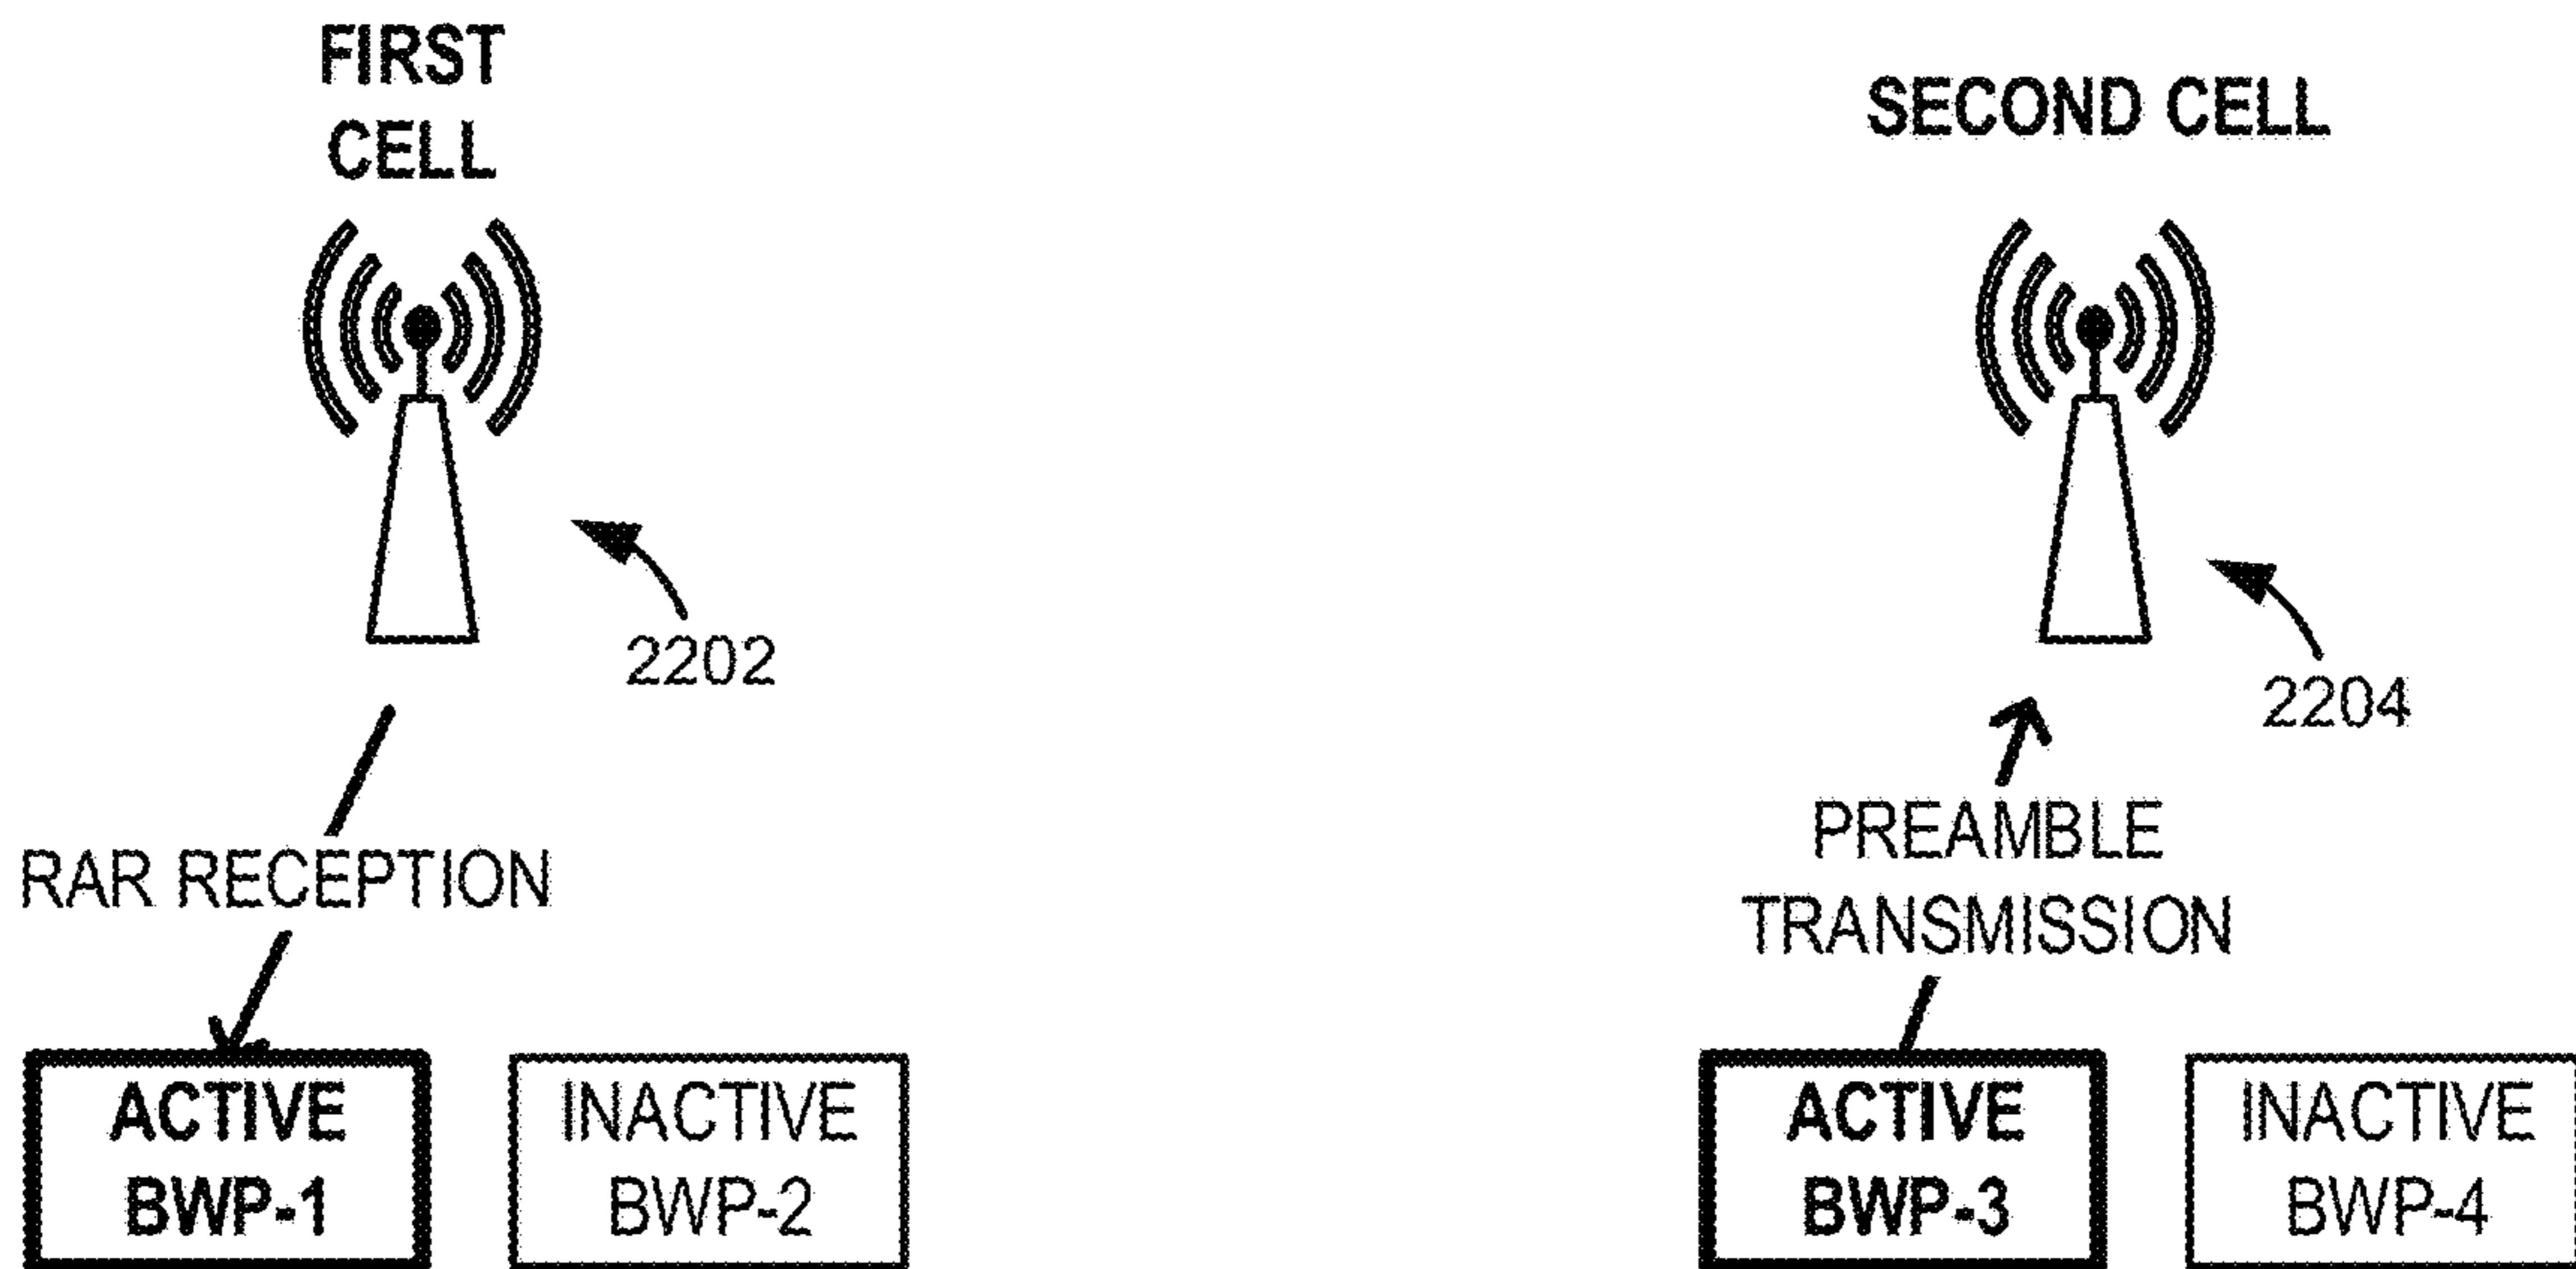 FIRST
CELL
2202
RAR RECEPTION
ACTIVE
BWP-1
INACTIVE
BWP-2
SECOND CELL
2204
PREAMBLE
TRANSMISSION
ACTIVE
BWP-3
INACTIVE
BWP-4